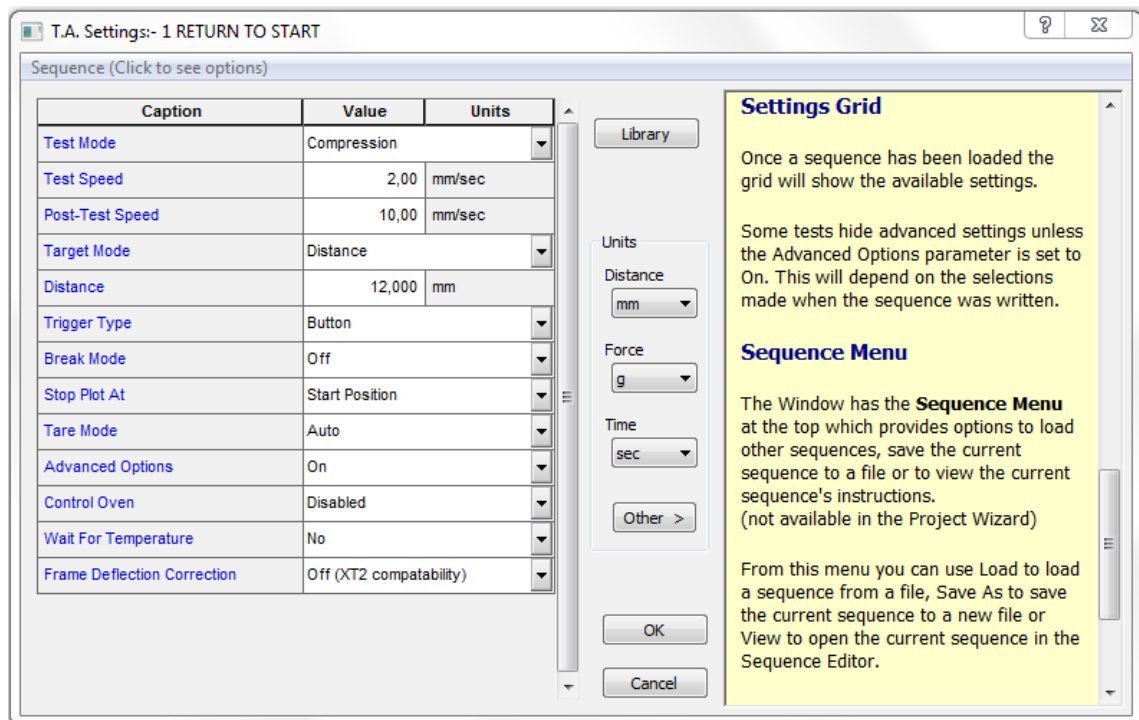 T.A. Settings:- 1 RETURN TO START
Sequence (Click to see options)
Caption Value Units
Test Mode Compression
Test Speed 2,00 mm/sec
Post-Test Speed 10,00 mm/sec
Target Mode Distance
Distance 12,000 mm
Trigger Type Button
Break Mode Off
Stop Plot At Start Position
Tare Mode Auto
Advanced Options On
Control Oven Disabled
Wait For Temperature No
Frame Deflection Correction Off (XT2 compatability)
Library
Units
Distance
mm
Force
g
Time
sec
Other >
OK
Cancel
Settings Grid
Once a sequence has been loaded the
grid will show the available settings.
Some tests hide advanced settings unless
the Advanced Options parameter is set to
On. This will depend on the selections
made when the sequence was written.
Sequence Menu
The Window has the Sequence Menu
at the top which provides options to load
other sequences, save the current
sequence to a file or to view the current
sequence's instructions.
(not available in the Project Wizard)
From this menu you can use Load to load
a sequence from a file, Save As to save
the current sequence to a new file or
View to open the current sequence in the
Sequence Editor.